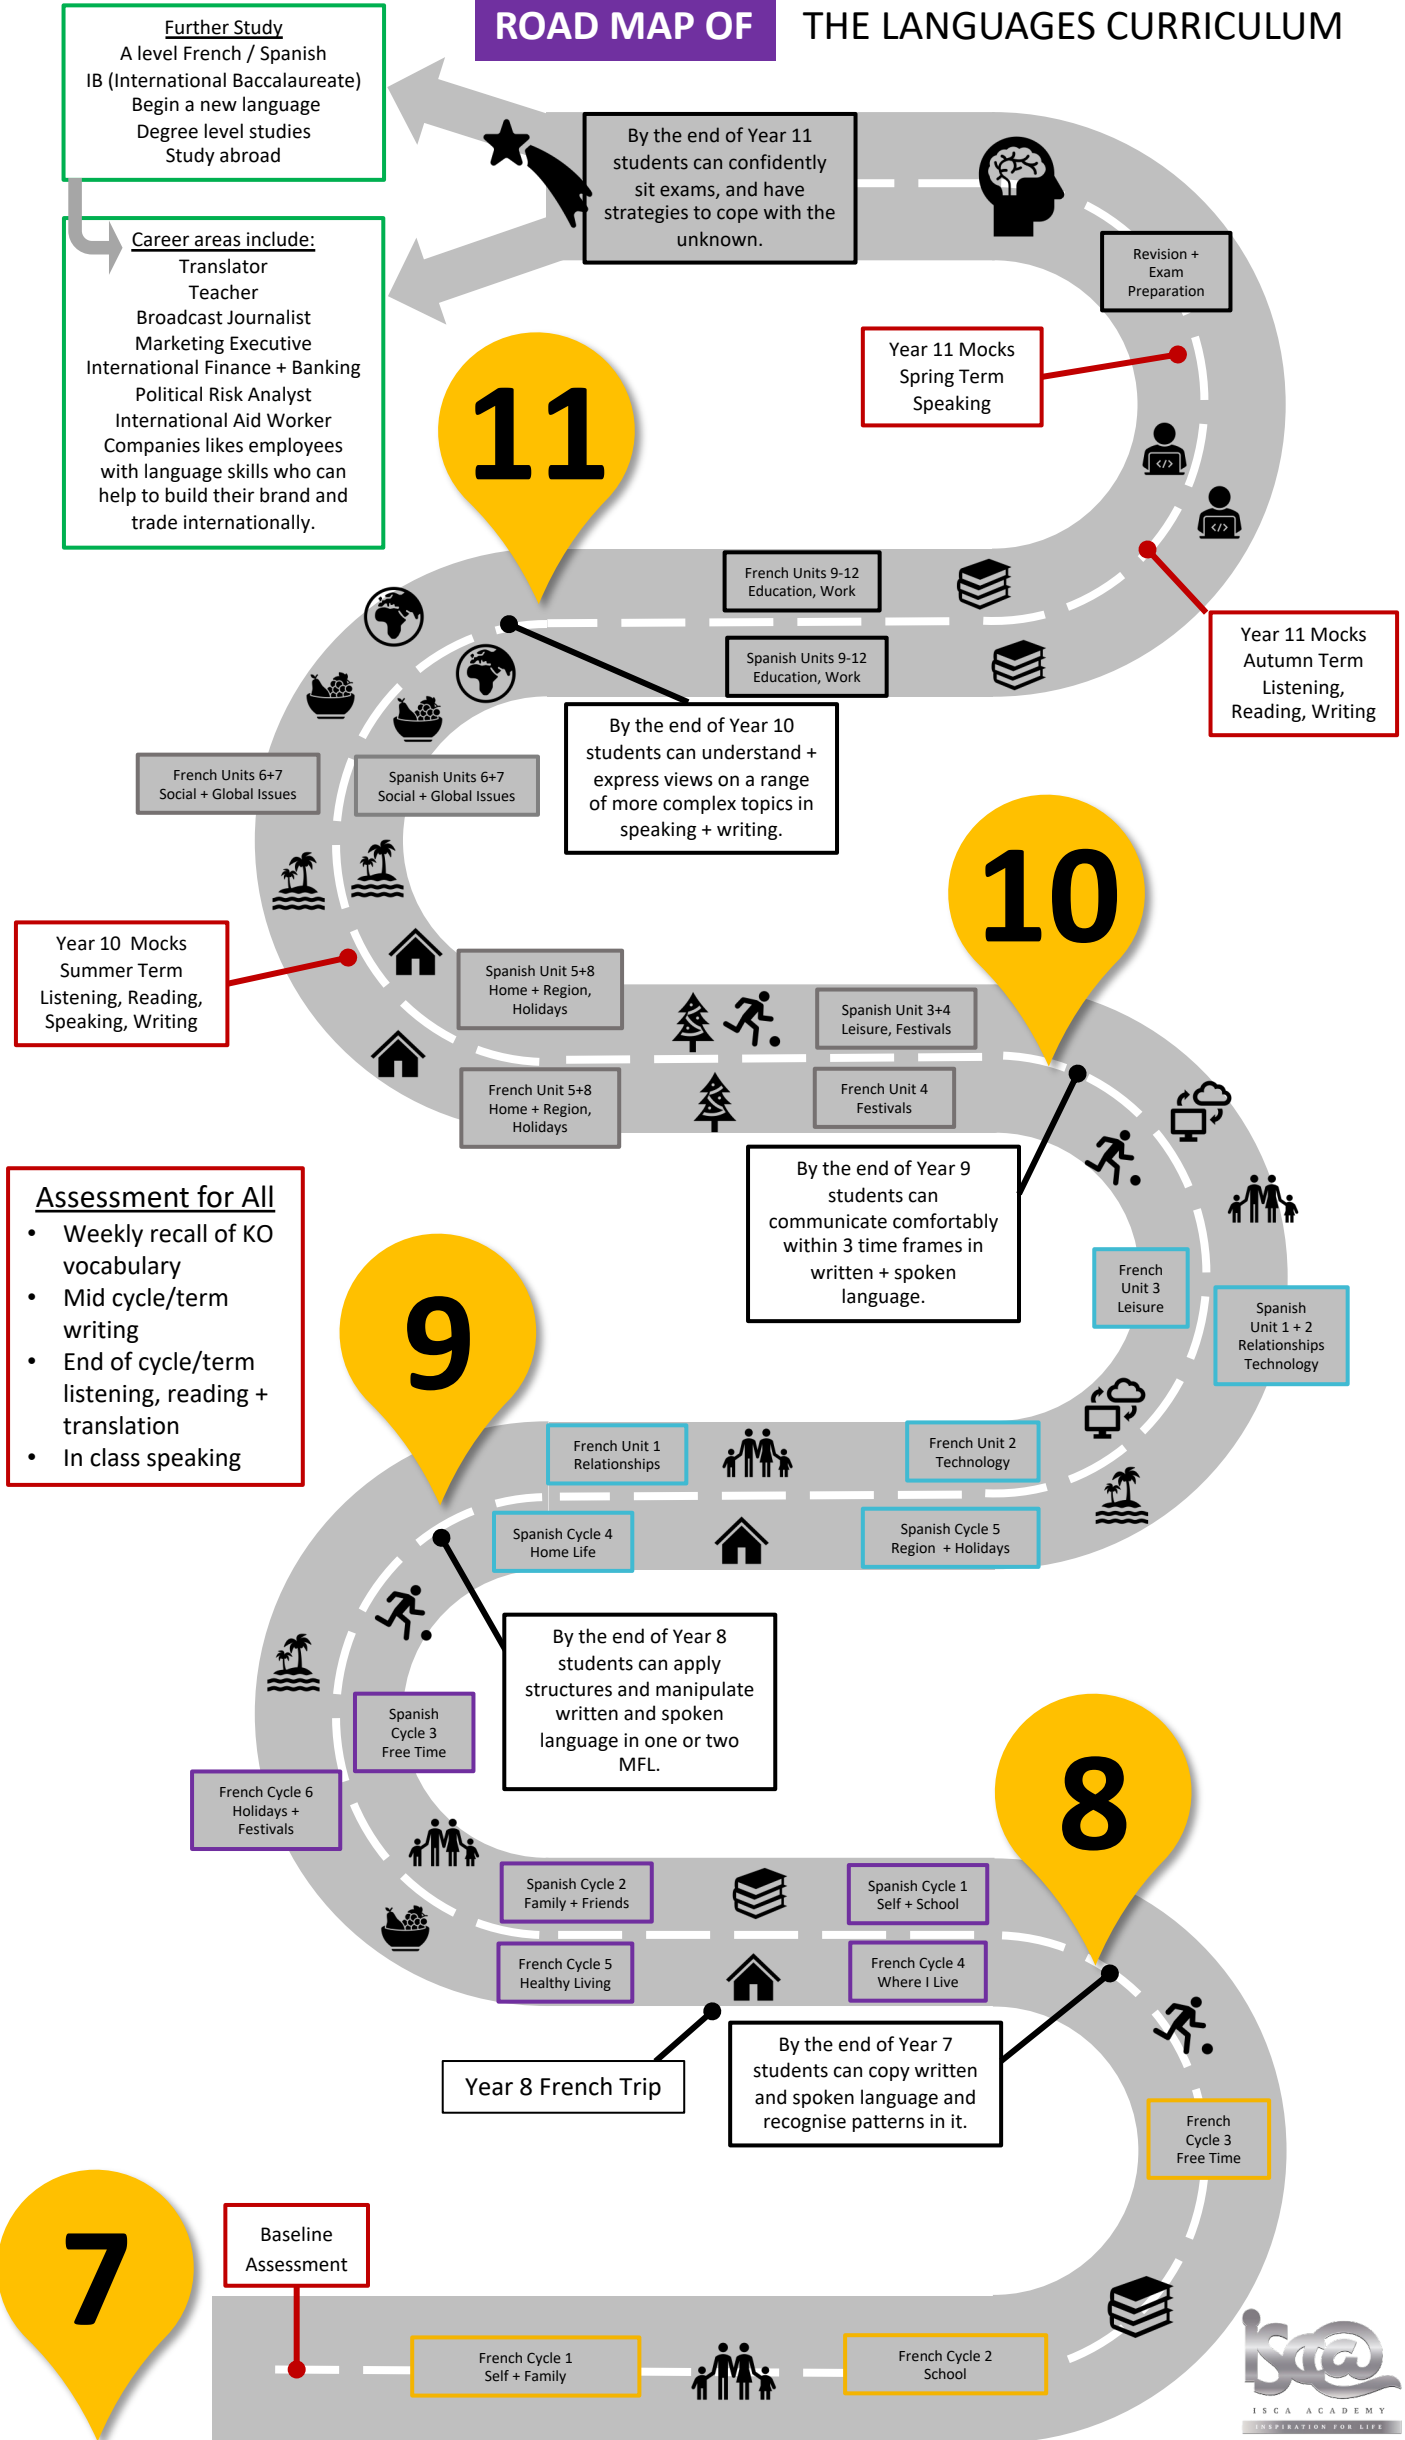 ROAD MAP OF THE LANGUAGES CURRICULUM
Further Study
A level French / Spanish
IB (International Baccalaureate)
Begin a new language
Degree level studies
Study abroad
Career areas include:
Translator
Teacher
Broadcast Journalist
Marketing Executive
International Finance + Banking
Political Risk Analyst
International Aid Worker
Companies likes employees
with language skills who can
help to build their brand and
trade internationally.
By the end of Year 11
students can confidently
sit exams, and have
strategies to cope with the
unknown.
Revision +
Exam
Preparation
Year 11 Mocks
Spring Term
Speaking
11
</>
</>
French Units 9-12
Education, Work
Spanish Units 9-12
Education, Work
Year 11 Mocks
Autumn Term
Listening,
Reading, Writing
By the end of Year 10
students can understand +
express views on a range
of more complex topics in
speaking + writing.
French Units 6+7
Social + Global Issues
Spanish Units 6+7
Social + Global Issues
10
Year 10  Mocks
Summer Term
Listening, Reading,
Speaking, Writing
Spanish Unit 5+8
Home + Region,
Holidays
Spanish Unit 3+4
Leisure, Festivals
French Unit 5+8
Home + Region,
Holidays
French Unit 4
Festivals
By the end of Year 9
students can
communicate comfortably
within 3 time frames in
written + spoken
language.
Assessment for All
• Weekly recall of KO
vocabulary
• Mid cycle/term
writing
• End of cycle/term
listening, reading +
translation
• In class speaking
9
French
Unit 3
Leisure
Spanish
Unit 1 + 2
Relationships
Technology
French Unit 1
Relationships
French Unit 2
Technology
Spanish Cycle 4
Home Life
Spanish Cycle 5
Region  + Holidays
By the end of Year 8
students can apply
structures and manipulate
written and spoken
language in one or two
MFL.
Spanish
Cycle 3
Free Time
French Cycle 6
Holidays +
Festivals
8
Spanish Cycle 2
Family + Friends
Spanish Cycle 1
Self + School
French Cycle 5
Healthy Living
French Cycle 4
Where I Live
Year 8 French Trip
By the end of Year 7
students can copy written
and spoken language and
recognise patterns in it.
French
Cycle 3
Free Time
7
Baseline
Assessment
French Cycle 1
Self + Family
French Cycle 2
School
isca
ISCA ACADEMY
INSPIRATION FOR LIFE